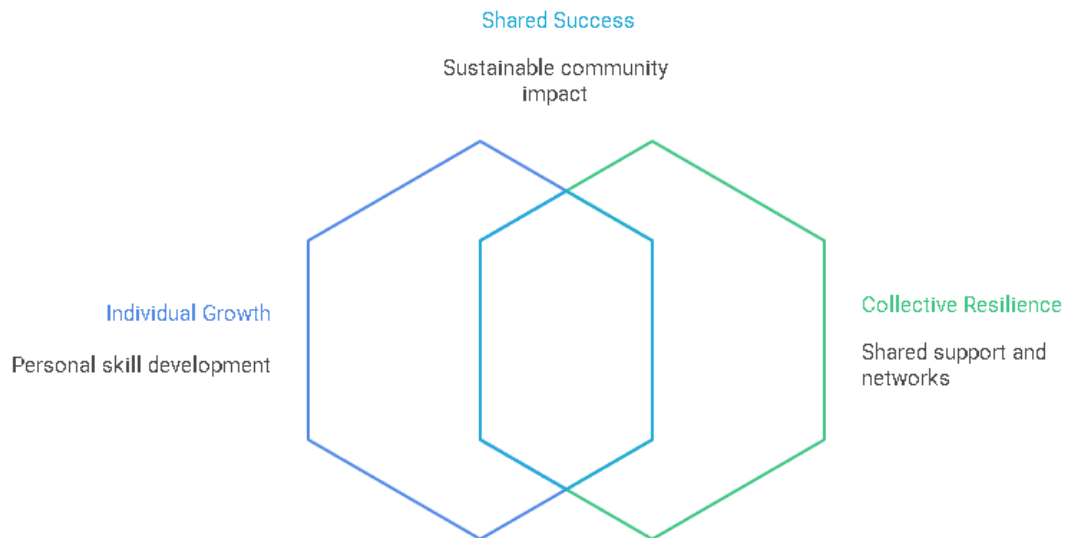 Shared Success
Sustainable community
impact
Individual Growth
Personal skill development
Collective Resilience
Shared support and
networks